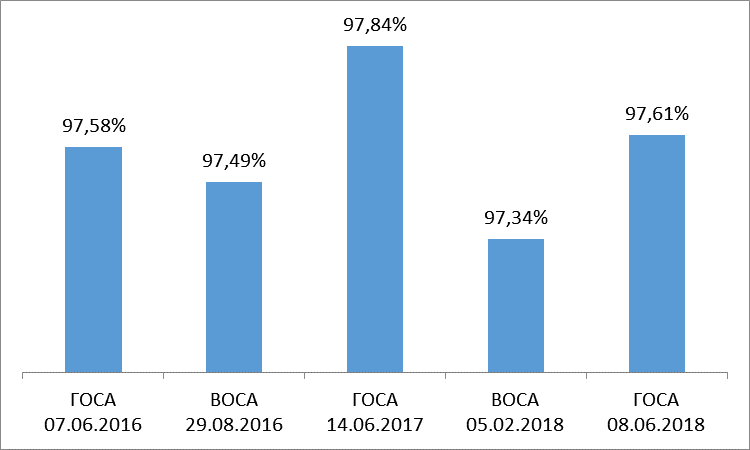 97,84%
97,58%
97,49%
97,34%
97,61%
ГОСА
07.06.2016
ВОСА
29.08.2016
ГОСА
14.06.2017
ВОСА
05.02.2018
ГОСА
08.06.2018